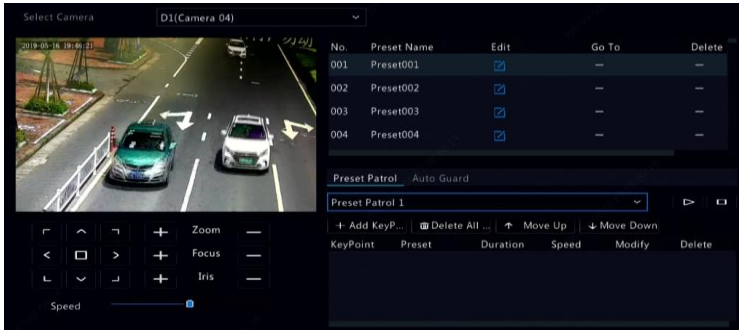 Select Camera D1(Camera 04)
2019-05-16 19:46:21
No. Preset Name Edit Go To Delete
001 Preset001
002 Preset002
003 Preset003
004 Preset004
Preset Patrol Auto Guard
Preset Patrol 1
Add KeyP... Delete All ... Move Up Move Down
KeyPoint Preset Duration Speed Modify Delete
Zoom
Focus
Iris
Speed